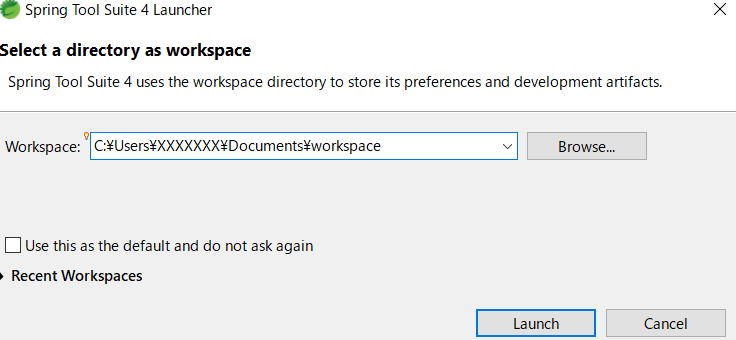 Spring Tool Suite 4 Launcher
Select a directory as workspace
Spring Tool Suite 4 uses the workspace directory to store its preferences and development artifacts.
Workspace: C:¥Users¥XXXXXXX¥Documents¥workspace Browse...
Use this as the default and do not ask again
Recent Workspaces
Launch Cancel